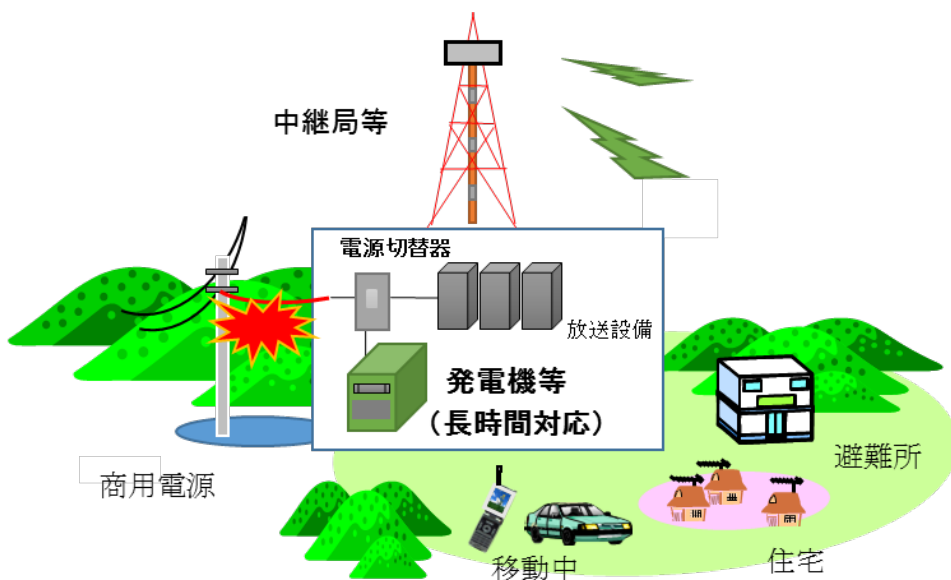 中継局等
電源切替器
放送設備
発電機等
（長時間対応）
商用電源
避難所
住宅
移動中